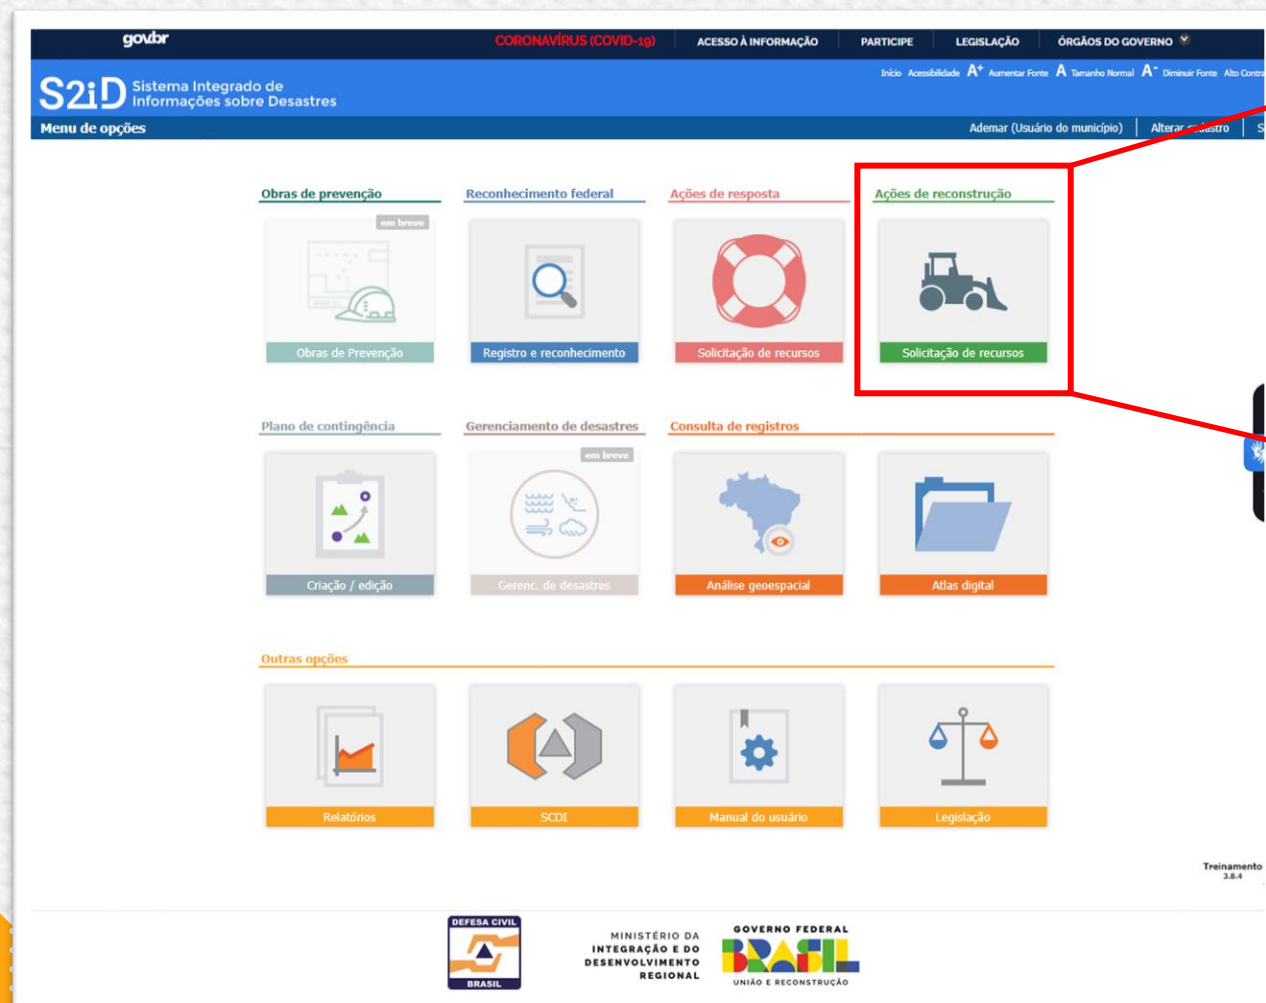 gov.br
CORONAVÍRUS (COVID-19)
ACESSO À INFORMAÇÃO
PARTICIPE
LEGISLAÇÃO
ÓRGÃOS DO GOVERNO
S2iD Sistema Integrado de
Informações sobre Desastres
Início Acessibilidade A+ Aumentar Fonte A Tamanho Normal A- Diminuir Fonte Alto Contra
Menu de opções
Ademar (Usuário do município)
Alterar cadastro
S
Obras de prevenção
Reconhecimento federal
Ações de resposta
Ações de reconstrução
em breve
Obras de Prevenção
Registro e reconhecimento
Solicitação de recursos
Solicitação de recursos
Plano de contingência
Gerenciamento de desastres
Consulta de registros
em breve
Criação / edição
Gerenc. de desastres
Análise geoespacial
Atlas digital
Outras opções
Relatórios
SCDI
Manual do usuário
Legislação
Treinamento
3.8.4
DEFESA CIVIL
BRASIL
MINISTÉRIO DA
INTEGRAÇÃO E DO
DESENVOLVIMENTO
REGIONAL
GOVERNO FEDERAL
BRASIL
UNIÃO E RECONSTRUÇÃO